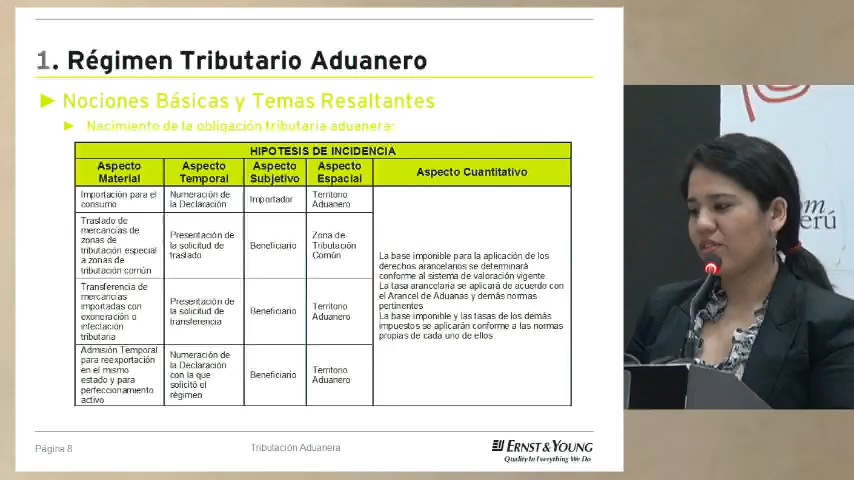 1. Régimen Tributario Aduanero
► Nociones Básicas y Temas Resaltantes
► Nacimiento de la obligación tributaria aduanera:
HIPOTESIS DE INCIDENCIA
Aspecto Material
Aspecto Temporal
Aspecto Subjetivo
Aspecto Espacial
Aspecto Cuantitativo
Importación para el
consumo
Numeración de
la Declaración
Importador
Territorio
Aduanero
Traslado de
mercancias de
zonas de
tributación especial
a zonas de
tributación común
Presentación de
la solicitud de
traslado
Beneficiario
Zona de
Tributación
Común
Transferencia de
mercancias
importadas con
exoneración o
infectación
tributaria
Presentación de
la solicitud de
transferencia
Beneficiario
Territorio
Aduanero
Admisión Temporal
para reexportación
en el mismo
estado y para
perfeccionamiento
activo
Numeración de
la Declaración
con la que
solicitó el
régimen
Beneficiario
Territorio
Aduanero
La base imponible para la aplicación de los
derechos arancelarios se determinará
conforme al sistema de valoración vigente
La tasa arancelaria se aplicará de acuerdo con
el Arancel de Aduanas y demás normas
pertinentes
La base imponible y las tasas de los demás
impuestos se aplicarán conforme a las normas
propias de cada uno de ellos
Página 8
Tributación Aduanera
ERNST & YOUNG
Quality In Everything We Do
om
erú